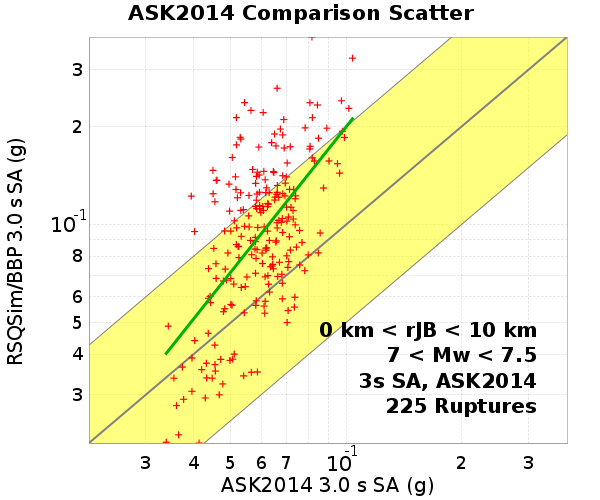 ASK2014 Comparison Scatter
RSQSim/BBP 3.0 s SA (g)
3
2
10⁻¹
8
6
5
4
3
0 km < rJB < 10 km
7 < Mw < 7.5
3s SA, ASK2014
225 Ruptures
3 4 5 6 7 10⁻¹ 2 3
ASK2014 3.0 s SA (g)